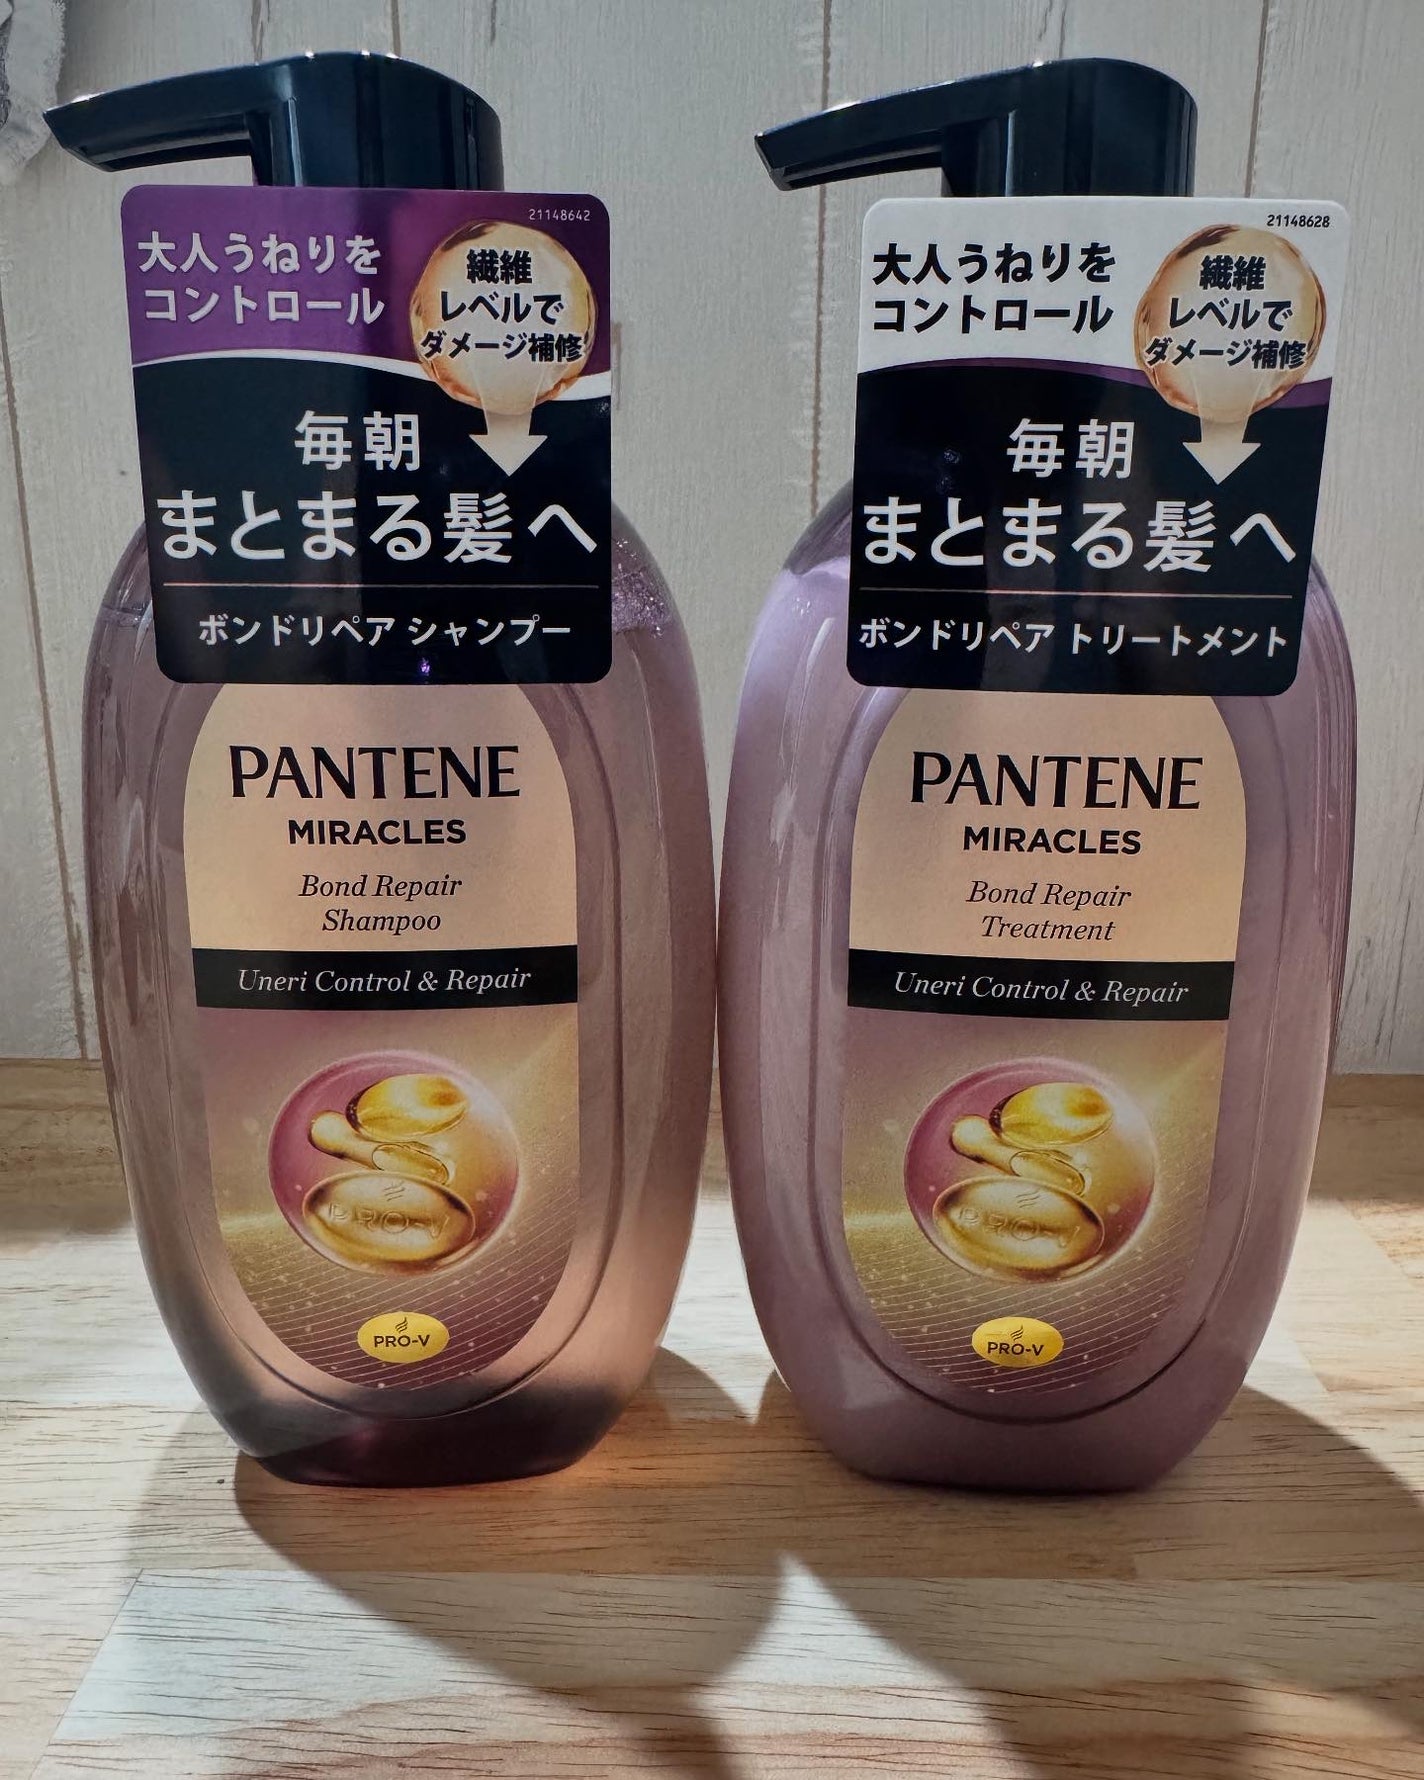 21148642
大人うねりを
コントロール
繊維
レベルで
ダメージ補修
毎朝
まとまる髪へ
ボンドリペア シャンプー
PANTENE
MIRACLES
Bond Repair
Shampoo
Uneri Control & Repair
PRO-V
PRO-V
21148628
大人うねりを
コントロール
繊維
レベルで
ダメージ補修
毎朝
まとまる髪へ
ボンドリペア トリートメント
PANTENE
MIRACLES
Bond Repair
Treatment
Uneri Control & Repair
PRO-V
PRO-V